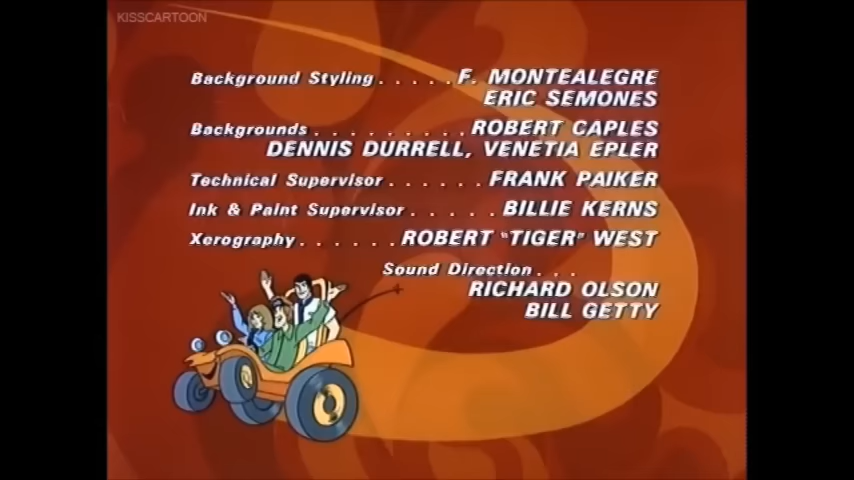 KISSCARTOON
Background Styling . . . . . F. MONTEALEGRE
ERIC SEMONES
Backgrounds . . . . . . . . . ROBERT CAPLES
DENNIS DURRELL, VENETIA EPLER
Technical Supervisor . . . . . . FRANK PAIKER
Ink & Paint Supervisor . . . . . BILLIE KERNS
Xerography . . . . . . ROBERT "TIGER" WEST
Sound Direction . . .
RICHARD OLSON
BILL GETTY